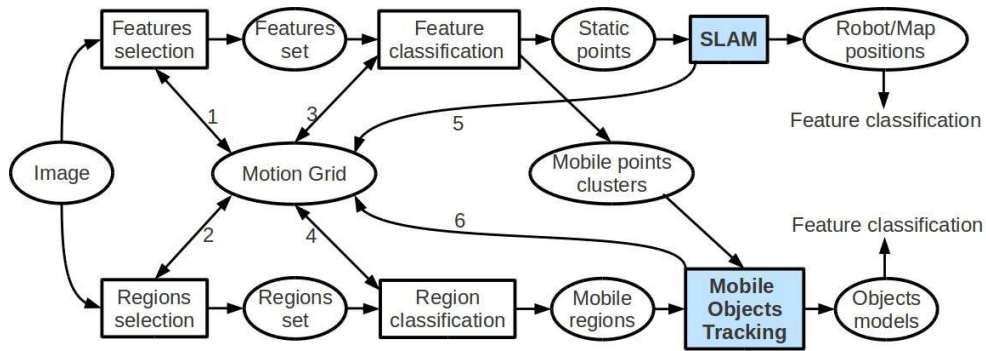 Features
selection
Features
set
Feature
classification
Static
points
SLAM
Robot/Map
positions
Feature classification
1
3
5
Image
Motion Grid
Mobile points
clusters
2
4
6
Feature classification
Regions
selection
Regions
set
Region
classification
Mobile
regions
Mobile
Objects
Tracking
Objects
models